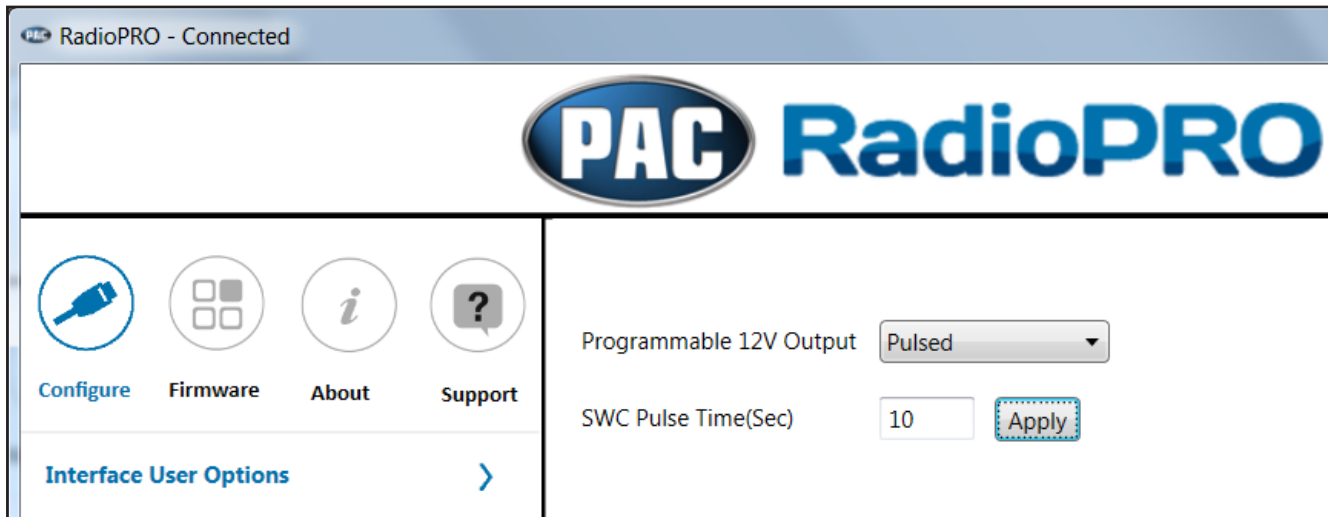 RadioPRO - Connected
PAC RadioPRO
Configure Firmware About Support
Interface User Options
Programmable 12V Output Pulsed
SWC Pulse Time(Sec) 10 Apply